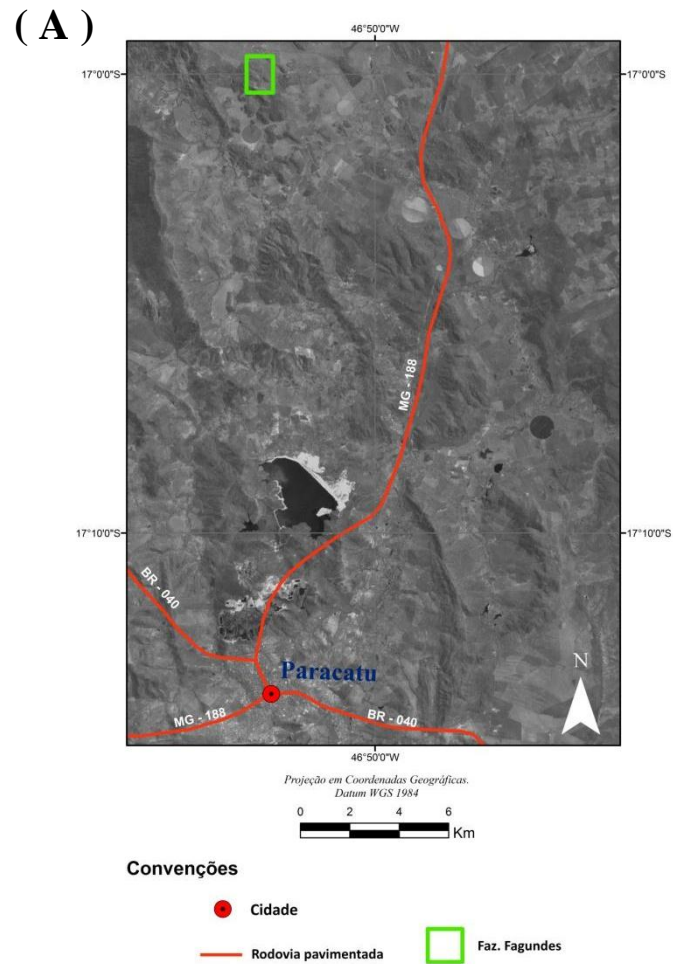 ( A )
46°50'0"W
17°0'0"S
17°0'0"S
MG - 188
17°10'0"S
17°10'0"S
BR - 040
Paracatu
N
MG - 188
BR - 040
46°50'0"W
Projeção em Coordenadas Geográficas.
Datum WGS 1984
0 2 4 6
Km
Convenções
Cidade
Rodovia pavimentada
Faz. Fagundes